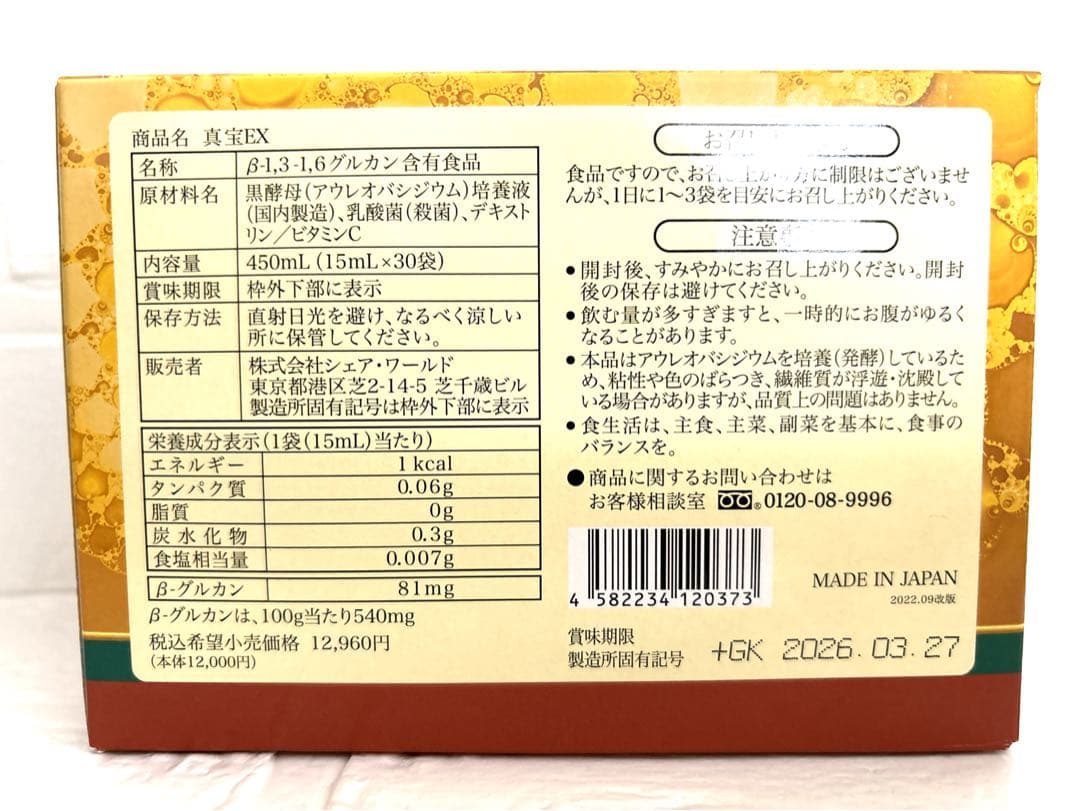 商品名 真宝EX
名称 β-1,3-1,6グルカン含有食品
原材料名 黒酵母(アウレオバシジウム)培養液
(国内製造)、乳酸菌(殺菌)、デキスト
リン/ビタミンC
内容量 450mL(15mL×30袋)
賞味期限 枠外下部に表示
保存方法 直射日光を避け、なるべく涼しい
所に保管してください。
販売者 株式会社シェア・ワールド
東京都港区芝2-14-5 芝千歳ビル
製造所固有記号は枠外下部に表示
栄養成分表示(1袋(15mL)当たり)
エネルギー 1kcal
タンパク質 0.06g
脂質 0g
炭水化物 0.3g
食塩相当量 0.007g
β-グルカン 81mg
β-グルカンは、100g当たり540mg
税込希望小売価格 12,960円
(本体12,000円)
お召し
食品ですので、お召し上がり方に制限はございませ
んが、1日に1〜3袋を目安にお召し上がりください。
注意
●開封後、すみやかにお召し上がりください。開封
後の保存は避けてください。
●飲む量が多すぎますと、一時的にお腹がゆるく
なることがあります。
●本品はアウレオバシジウムを培養(発酵)しているた
め、粘性や色のばらつき、繊維質が浮遊・沈殿して
いる場合がありますが、品質上の問題はありません。
●食生活は、主食、主菜、副菜を基本に、食事の
バランスを。
●商品に関するお問い合わせは
お客様相談室 0120-08-9996
4 582234 120373
MADE IN JAPAN
2022.09改版
賞味期限
製造所固有記号
+GK 2026.03.27